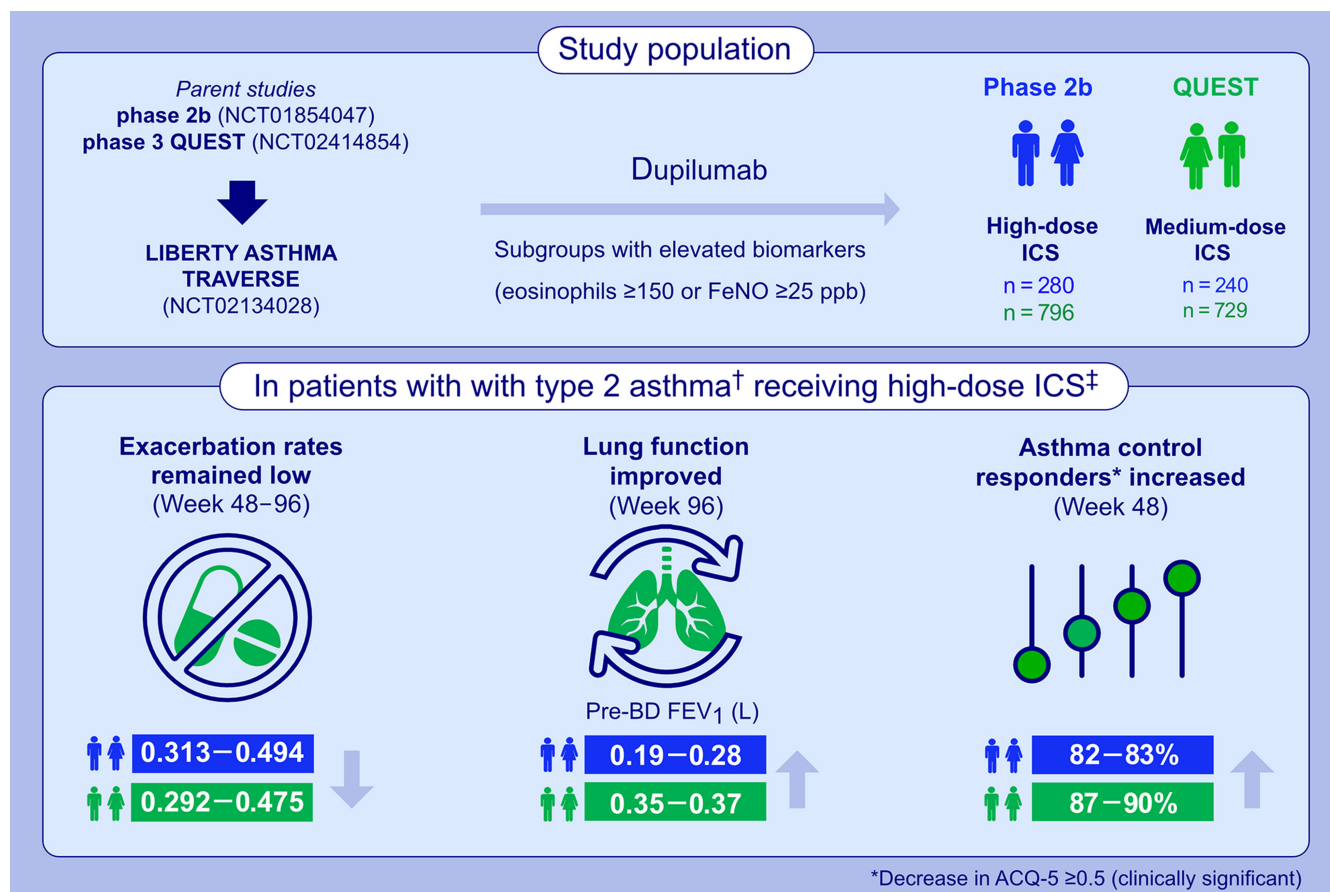 Study population
Parent studies
phase 2b (NCT01854047)
phase 3 QUEST (NCT02414854)
LIBERTY ASTHMA
TRAVERSE
(NCT02134028)
Dupilumab
Subgroups with elevated biomarkers
(eosinophils ≥150 or FeNO ≥25 ppb)
Phase 2b
High-dose
ICS
n = 280
n = 796
QUEST
Medium-dose
ICS
n = 240
n = 729
In patients with with type 2 asthma† receiving high-dose ICS‡
Exacerbation rates
remained low
(Week 48–96)
0.313–0.494
0.292–0.475
Lung function
improved
(Week 96)
Pre-BD FEV1 (L)
0.19–0.28
0.35–0.37
Asthma control
responders* increased
(Week 48)
82–83%
87–90%
*Decrease in ACQ-5 ≥0.5 (clinically significant)